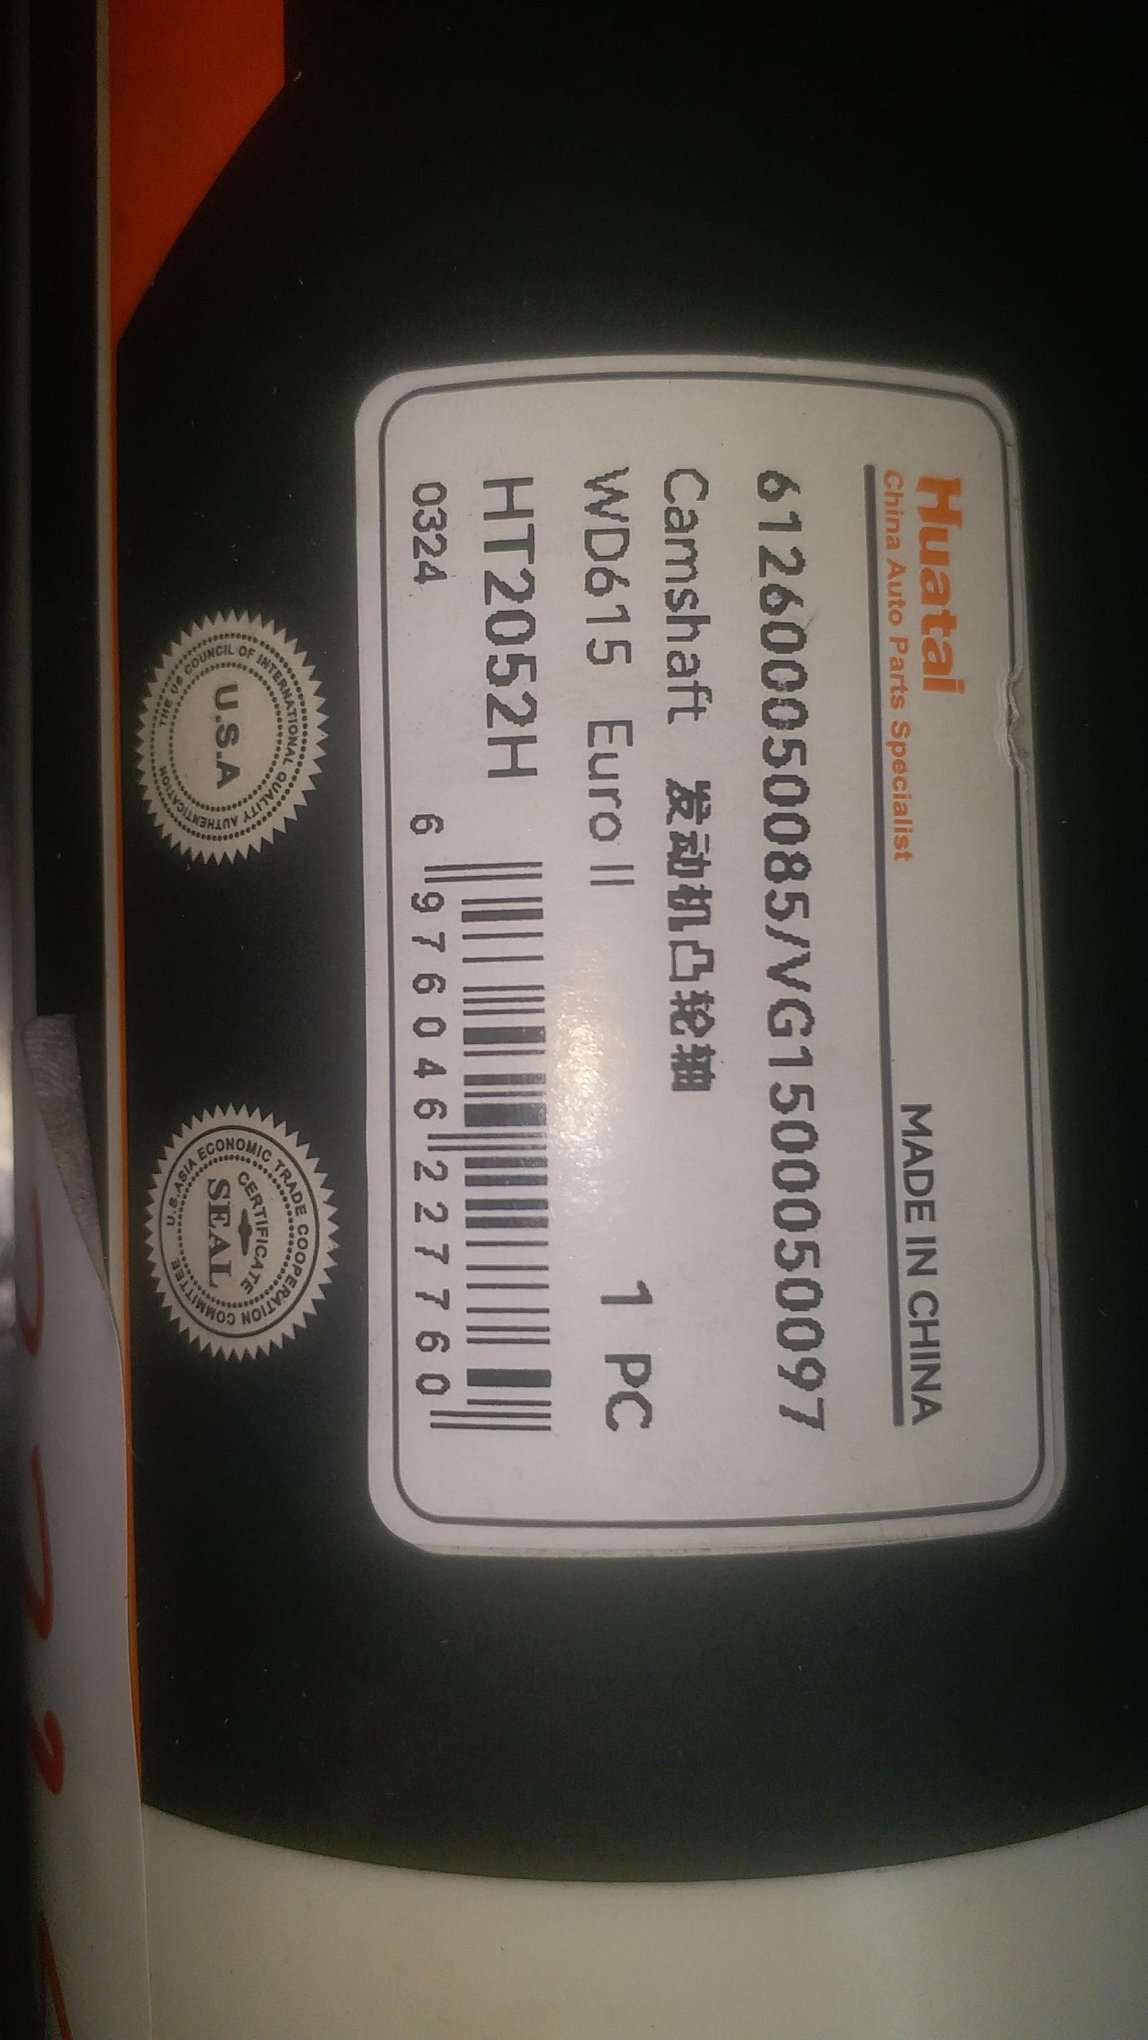 Huatai
China Auto Parts Specialist
MADE IN CHINA
612600050085/VG1500050097
Camshaft 发动机凸轮轴
WD615 Euro II
1 PC
HT2052H
0324
6 976046 227760
THE US COUNCIL OF INTERNATIONAL QUALITY AUTHENTICATION
U.S.A
U.S.ASIA ECONOMIC TRADE COOPERATION COMMITTEE
CERTIFICATE
SEAL